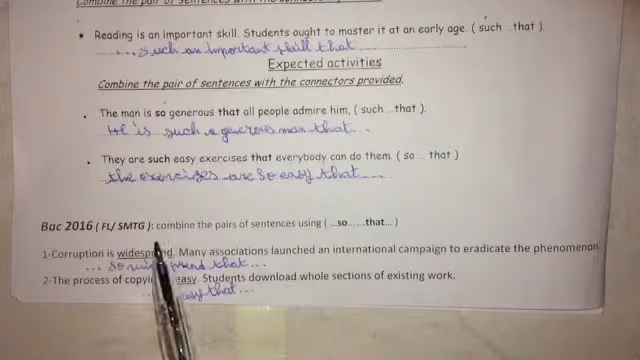 Combine the pair of sentences with the connectors
• Reading is an important skill. Students ought to master it at an early age. ( such ... that )
.... Such an important skill that ...............................
Expected activities
Combine the pair of sentences with the connectors provided.
• The man is so generous that all people admire him. ( such ...that ).
He is such a generous man that...
• They are such easy exercises that everybody can do them. ( so ... that )
the exercises are so easy that......
Bac 2016 ( FL/ SMTG ): combine the pairs of sentences using ( ...so.......that... )
1-Corruption is widespread. Many associations launched an international campaign to eradicate the phenomenon.
... so widespread that...
2-The process of copying easy. Students download whole sections of existing work.
easy that...